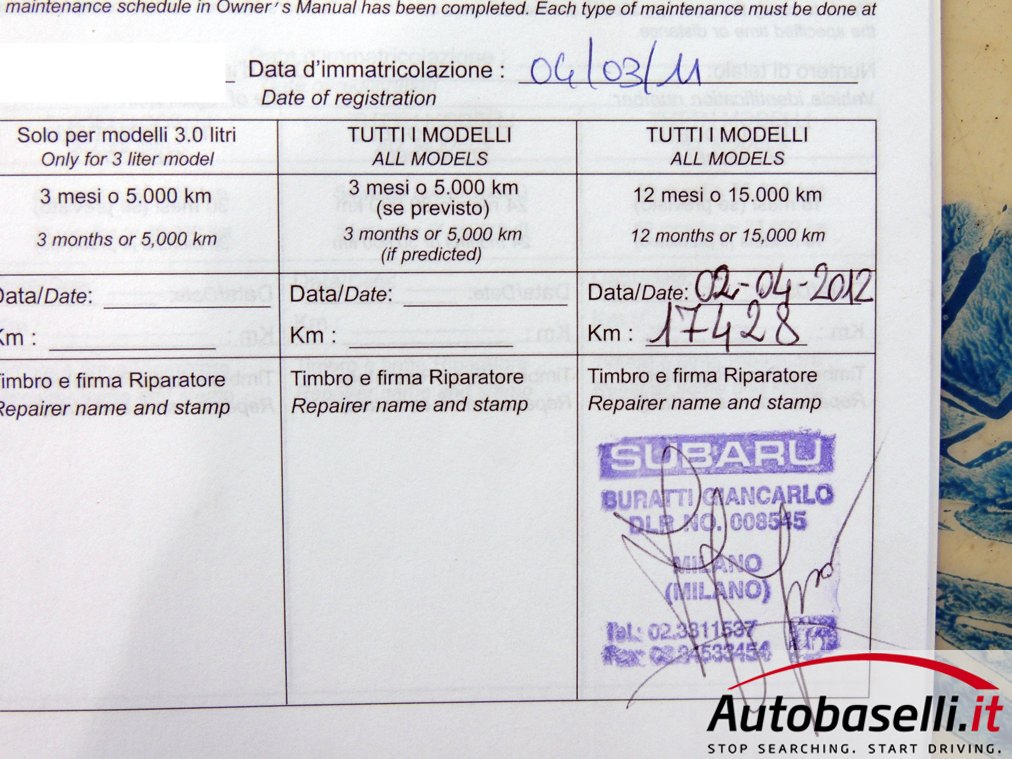 maintenance schedule in Owner's Manual has been completed. Each type of maintenance must be done at
Data d'immatricolazione : 04/03/11
Date of registration
Solo per modelli 3.0 litri
Only for 3 liter model
TUTTI I MODELLI
ALL MODELS
TUTTI I MODELLI
ALL MODELS
3 mesi o 5.000 km
3 months or 5,000 km
3 mesi o 5.000 km
(se previsto)
3 months or 5,000 km
(if predicted)
12 mesi o 15.000 km
12 months or 15,000 km
Data/Date:
Km :
Data/Date:
Km :
Data/Date: 02-04-2012
Km : 17428
Timbro e firma Riparatore
Repairer name and stamp
Timbro e firma Riparatore
Repairer name and stamp
Timbro e firma Riparatore
Repairer name and stamp
SUBARU
BURATTI GIANCARLO
DLR NO. 008545
MILANO
(MILANO)
Tel.: 02.3811537
Fax: 02.34533454
Autobaselli.it
STOP SEARCHING. START DRIVING.